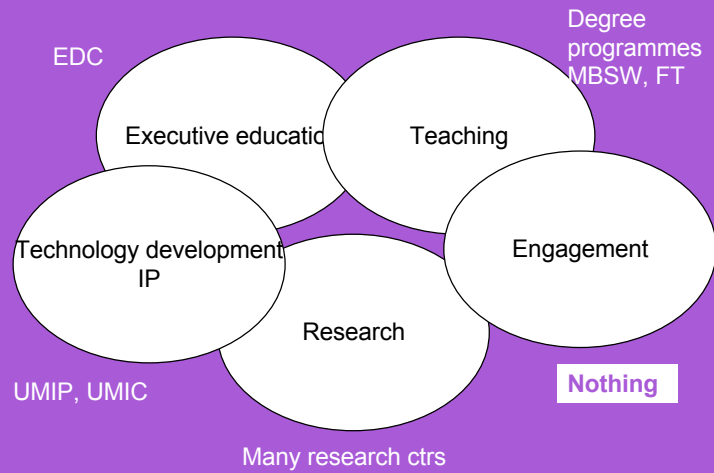 Degree
programmes
MBSW, FT
EDC
Executive educatio
Teaching
Technology development
IP
Engagement
Research
UMIP, UMIC
Nothing
Many research ctrs